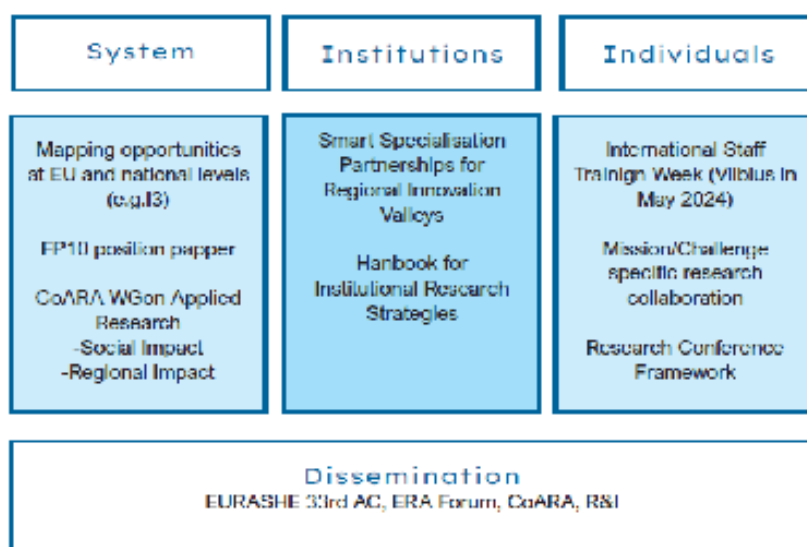 System
Institutions
Individuals
Mapping opportunities
at EU and national levels
(e.g.I3)
FP10 position papper
CoARA WGon Applied
Research
-Social Impact
-Regional Impact
Smart Specialisation
Partnerships for
Regional Innovation
Valleys
Hanbook for
Institutional Research
Strategies
International Staff
Trainign Week (Vilbius in
May 2024)
Mission/Challenge
specific research
collaboration
Research Conference
Framework
Dissemination
EURASHE 33rd AC, ERA Forum, CoARA, R&I